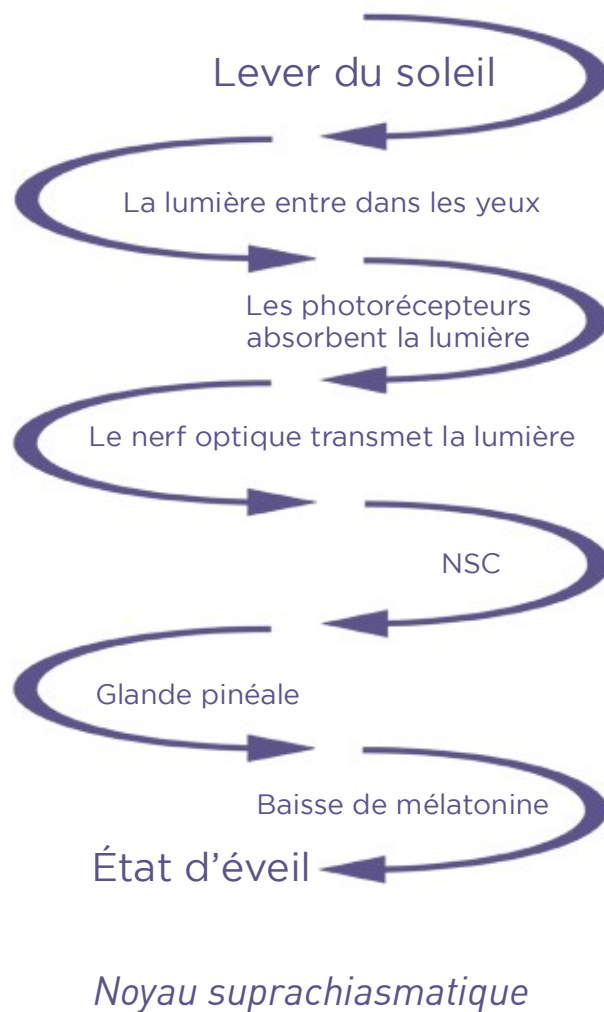 Lever du soleil
La lumière entre dans les yeux
Les photorécepteurs
absorbent la lumière
Le nerf optique transmet la lumière
NSC
Glande pinéale
Baisse de mélatonine
État d’éveil
Noyau suprachiasmatique